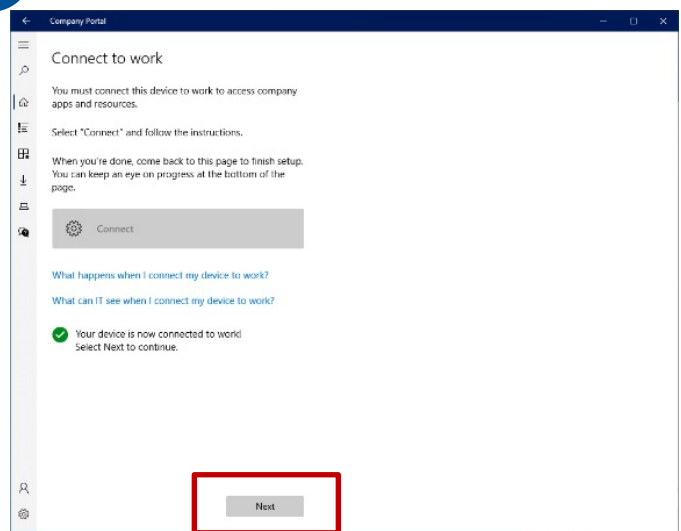 Company Portal
Connect to work
You must connect this device to work to access company
apps and resources.
Select "Connect" and follow the instructions.
When you're done, come back to this page to finish setup.
You can keep an eye on progress at the bottom of the
page.
Connect
What happens when I connect my device to work?
What can IT see when I connect my device to work?
Your device is now connected to work!
Select Next to continue.
Next